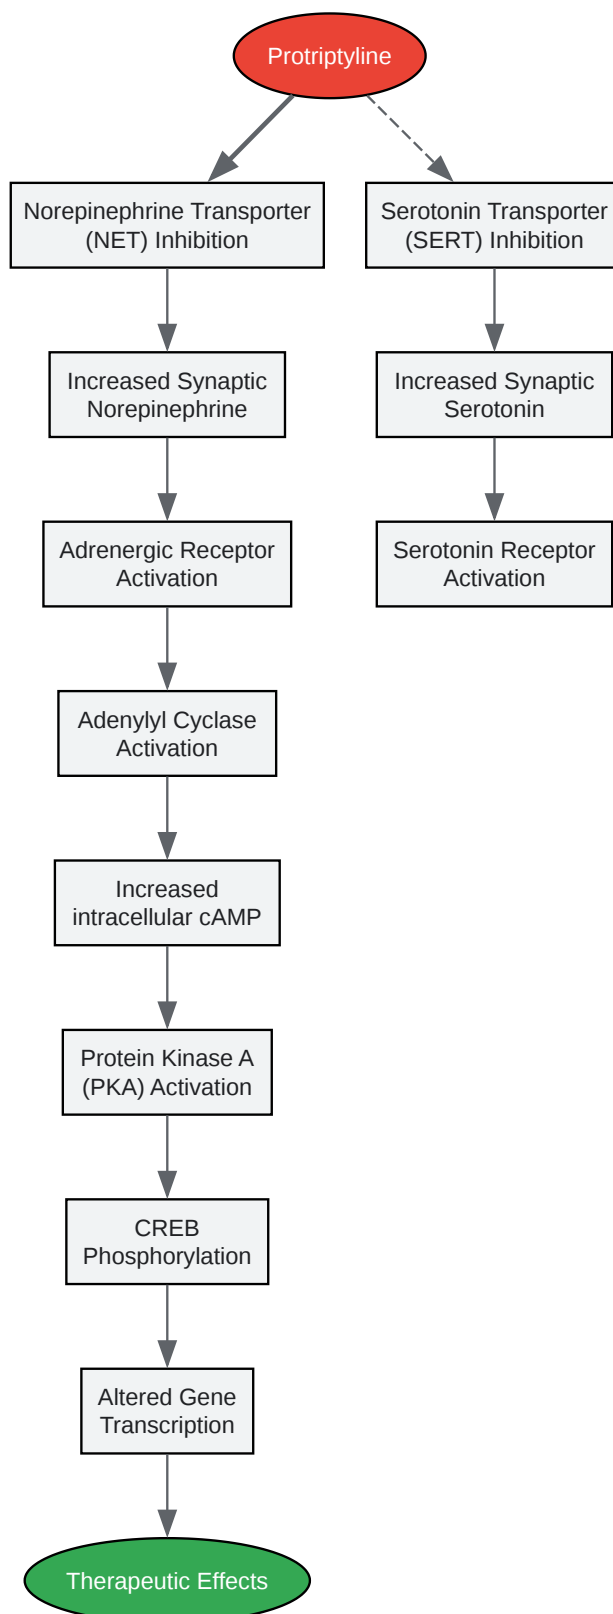 Protriptyline
Norepinephrine Transporter
(NET) Inhibition
Serotonin Transporter
(SERT) Inhibition
Increased Synaptic
Norepinephrine
Increased Synaptic
Serotonin
Adrenergic Receptor
Activation
Serotonin Receptor
Activation
Adenylyl Cyclase
Activation
Increased
intracellular cAMP
Protein Kinase A
(PKA) Activation
CREB
Phosphorylation
Altered Gene
Transcription
Therapeutic Effects